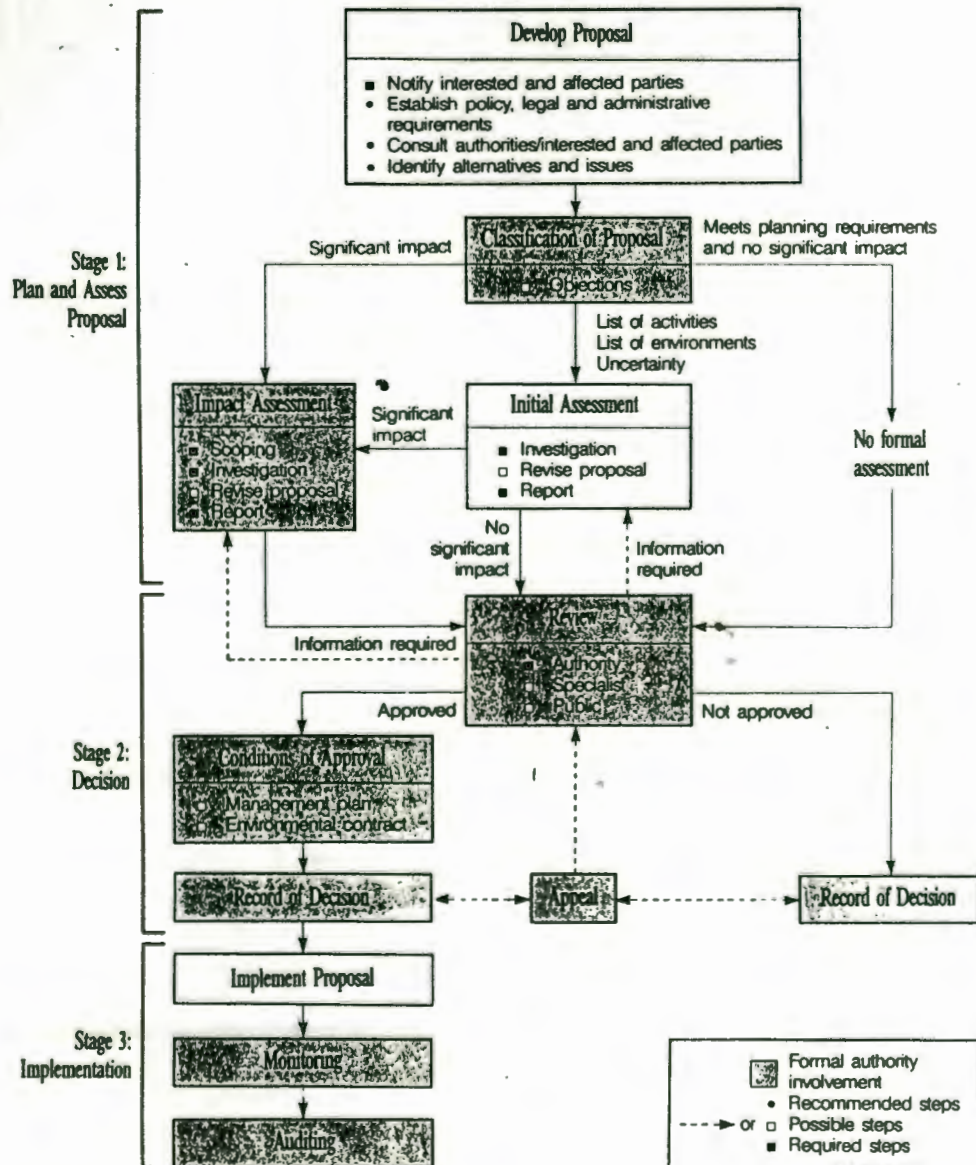 Develop Proposal
■ Notify interested and affected parties
• Establish policy, legal and administrative
requirements
• Consult authorities/interested and affected parties
• Identify alternatives and issues
Stage 1:
Plan and Assess
Proposal
Significant impact
Classification of Proposal
□ Objections
Meets planning requirements
and no significant impact
List of activities
List of environments
Uncertainty
Impact Assessment
■ Scoping
■ Investigation
□ Revise proposal
■ Report
Significant
impact
Initial Assessment
■ Investigation
□ Revise proposal
■ Report
No formal
assessment
No
significant
impact
Information
required
Information required
Review
■ Authority
□ Specialist
□ Public
Stage 2:
Decision
Approved
Not approved
Conditions of Approval
□ Management plan
□ Environmental contract
Record of Decision
Appeal
Record of Decision
Stage 3:
Implementation
Implement Proposal
Monitoring
Auditing
Formal authority
involvement
• Recommended steps
or □ Possible steps
■ Required steps